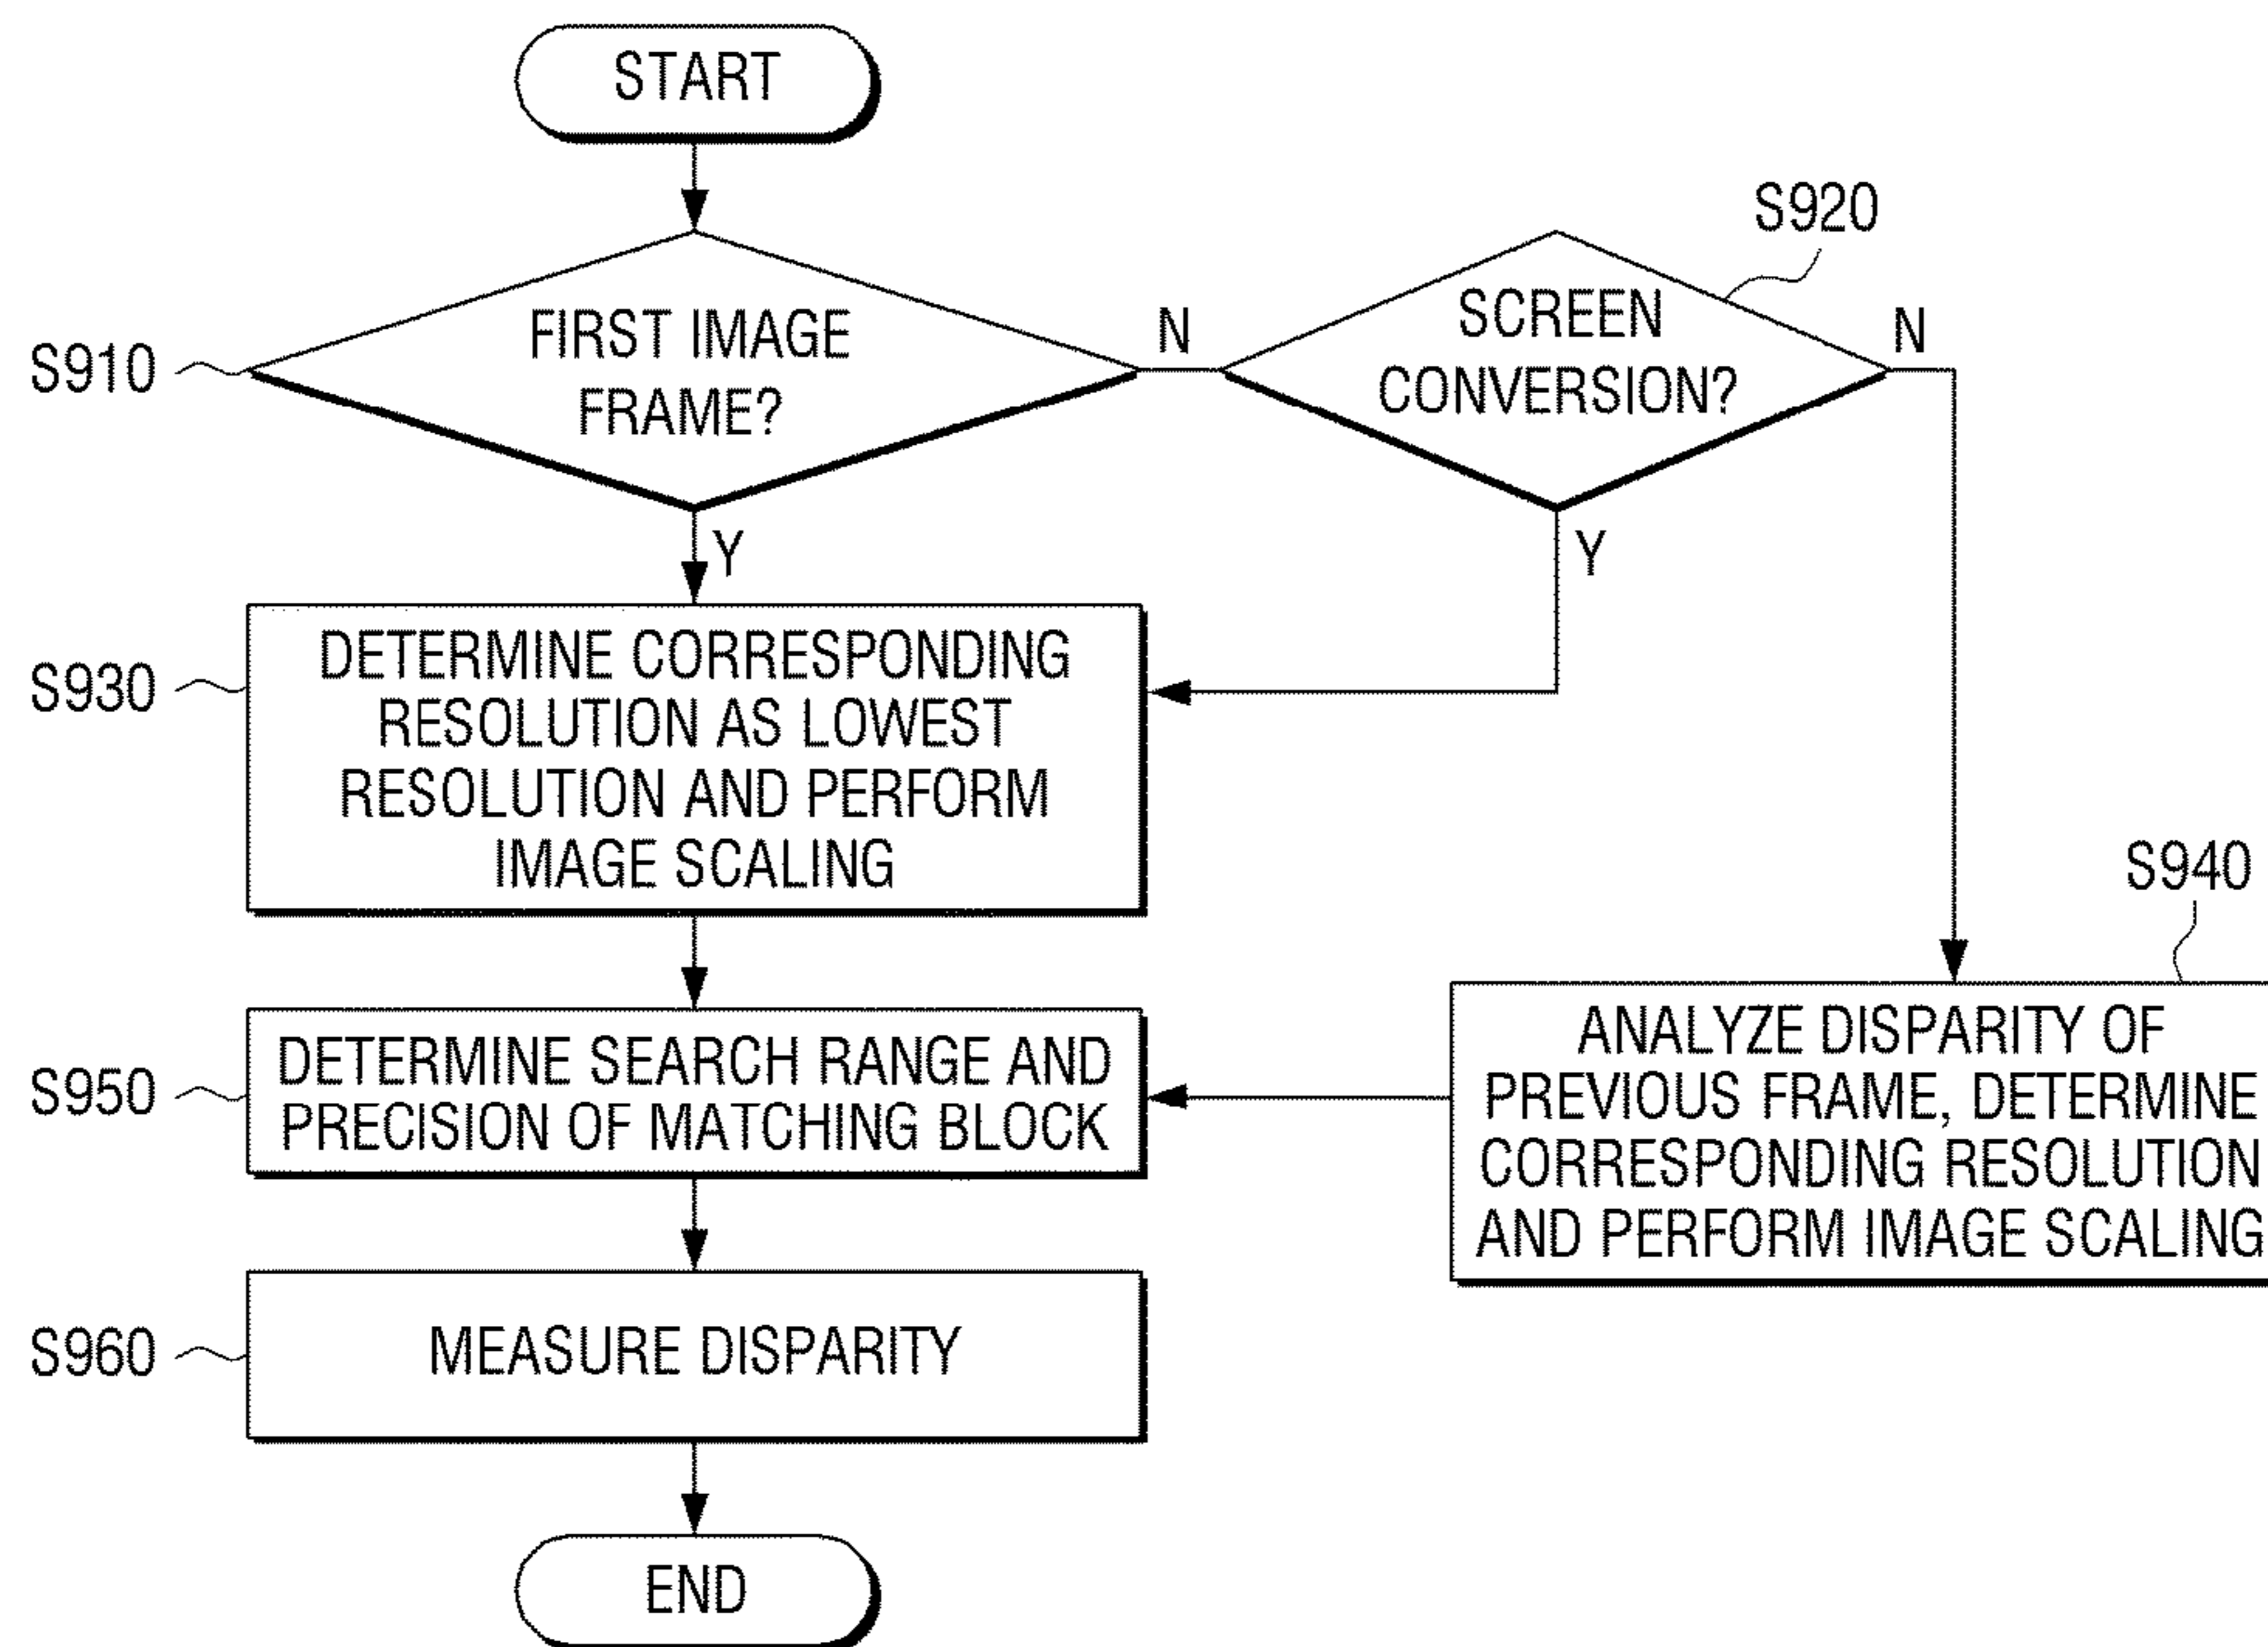 START
S910
FIRST IMAGE
FRAME?
N
S920
SCREEN
CONVERSION?
N
Y
Y
S930
DETERMINE CORRESPONDING
RESOLUTION AS LOWEST
RESOLUTION AND PERFORM
IMAGE SCALING
S940
ANALYZE DISPARITY OF
PREVIOUS FRAME, DETERMINE
CORRESPONDING RESOLUTION
AND PERFORM IMAGE SCALING
S950
DETERMINE SEARCH RANGE AND
PRECISION OF MATCHING BLOCK
S960
MEASURE DISPARITY
END